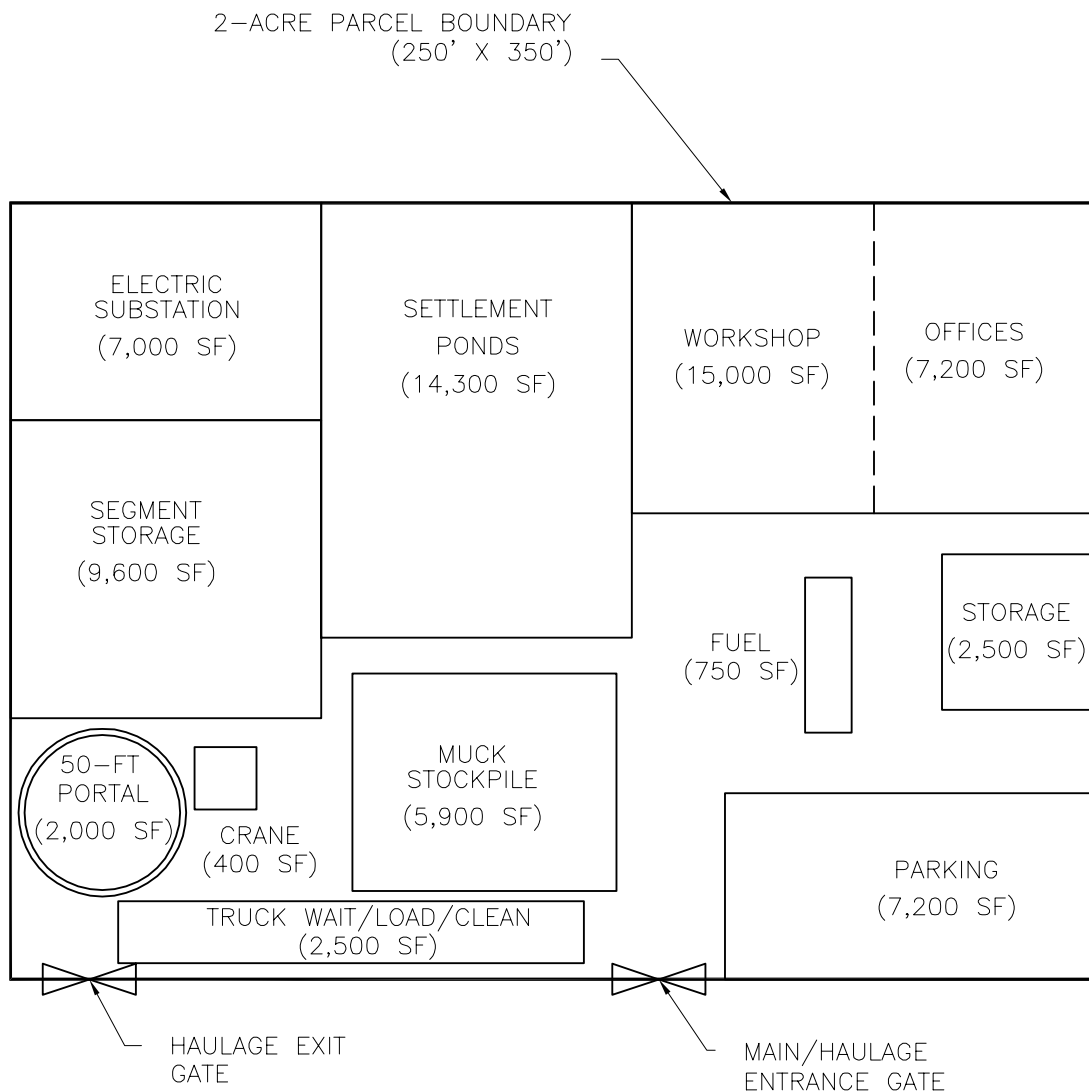 2-ACRE PARCEL BOUNDARY
(250' X 350')
ELECTRIC
SUBSTATION
(7,000 SF)
SETTLEMENT
PONDS
(14,300 SF)
WORKSHOP
(15,000 SF)
OFFICES
(7,200 SF)
SEGMENT
STORAGE
(9,600 SF)
FUEL
(750 SF)
STORAGE
(2,500 SF)
50-FT
PORTAL
(2,000 SF)
CRANE
(400 SF)
MUCK
STOCKPILE
(5,900 SF)
PARKING
(7,200 SF)
TRUCK WAIT/LOAD/CLEAN
(2,500 SF)
HAULAGE EXIT
GATE
MAIN/HAULAGE
ENTRANCE GATE